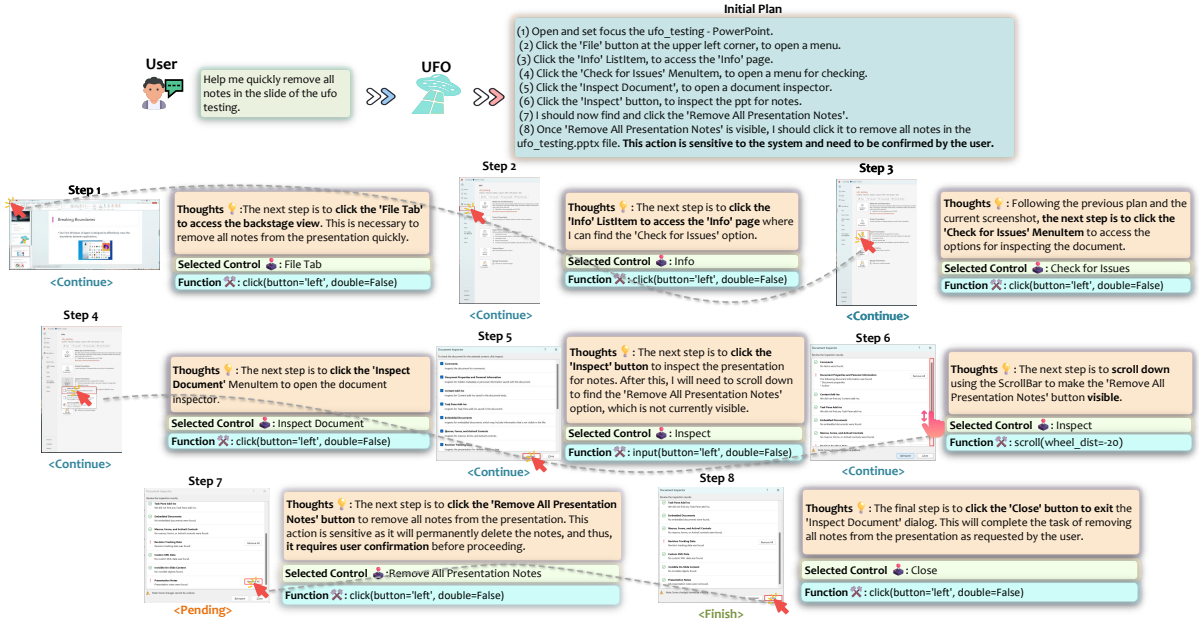 Initial Plan
(1) Open and set focus the ufo_testing - PowerPoint.
(2) Click the 'File' button at the upper left corner, to open a menu.
(3) Click the 'Info' ListItem, to access the 'Info' page.
(4) Click the 'Check for Issues' MenuItem, to open a menu for checking.
(5) Click the 'Inspect Document', to open a document inspector.
(6) Click the 'Inspect' button, to inspect the ppt for notes.
(7) I should now find and click the 'Remove All Presentation Notes'.
(8) Once 'Remove All Presentation Notes' is visible, I should click it to remove all notes in the
ufo_testing.pptx file. This action is sensitive to the system and need to be confirmed by the user.
User
Help me quickly remove all
notes in the slide of the ufo
testing.
UFO
Step 1
Breaking Boundaries
<Continue>
Thoughts : The next step is to click the 'File Tab'
to access the backstage view. This is necessary to
remove all notes from the presentation quickly.
Selected Control : File Tab
Function : click(button='left', double=False)
Step 2
<Continue>
Thoughts : The next step is to click the
'Info' ListItem to access the 'Info' page where
I can find the 'Check for Issues' option.
Selected Control : Info
Function : click(button='left', double=False)
Step 3
<Continue>
Thoughts : Following the previous plan and the
current screenshot, the next step is to click the
'Check for Issues' MenuItem to access the
options for inspecting the document.
Selected Control : Check for Issues
Function : click(button='left', double=False)
Step 4
<Continue>
Thoughts : The next step is to click the 'Inspect
Document' MenuItem to open the document
inspector.
Selected Control : Inspect Document
Function : click(button='left', double=False)
Step 5
<Continue>
Thoughts : The next step is to click the
'Inspect' button to inspect the presentation
for notes. After this, I will need to scroll down
to find the 'Remove All Presentation Notes'
option, which is not currently visible.
Selected Control : Inspect
Function : input(button='left', double=False)
Step 6
<Continue>
Thoughts : The next step is to scroll down
using the ScrollBar to make the 'Remove All
Presentation Notes' button visible.
Selected Control : Inspect
Function : scroll(wheel_dist=-20)
Step 7
<Pending>
Thoughts : The next step is to click the 'Remove All Presentation
Notes' button to remove all notes from the presentation. This
action is sensitive as it will permanently delete the notes, and thus,
it requires user confirmation before proceeding.
Selected Control :Remove All Presentation Notes
Function : click(button='left', double=False)
Step 8
<Finish>
Thoughts : The final step is to click the 'Close' button to exit the
'Inspect Document' dialog. This will complete the task of removing
all notes from the presentation as requested by the user.
Selected Control : Close
Function : click(button='left', double=False)